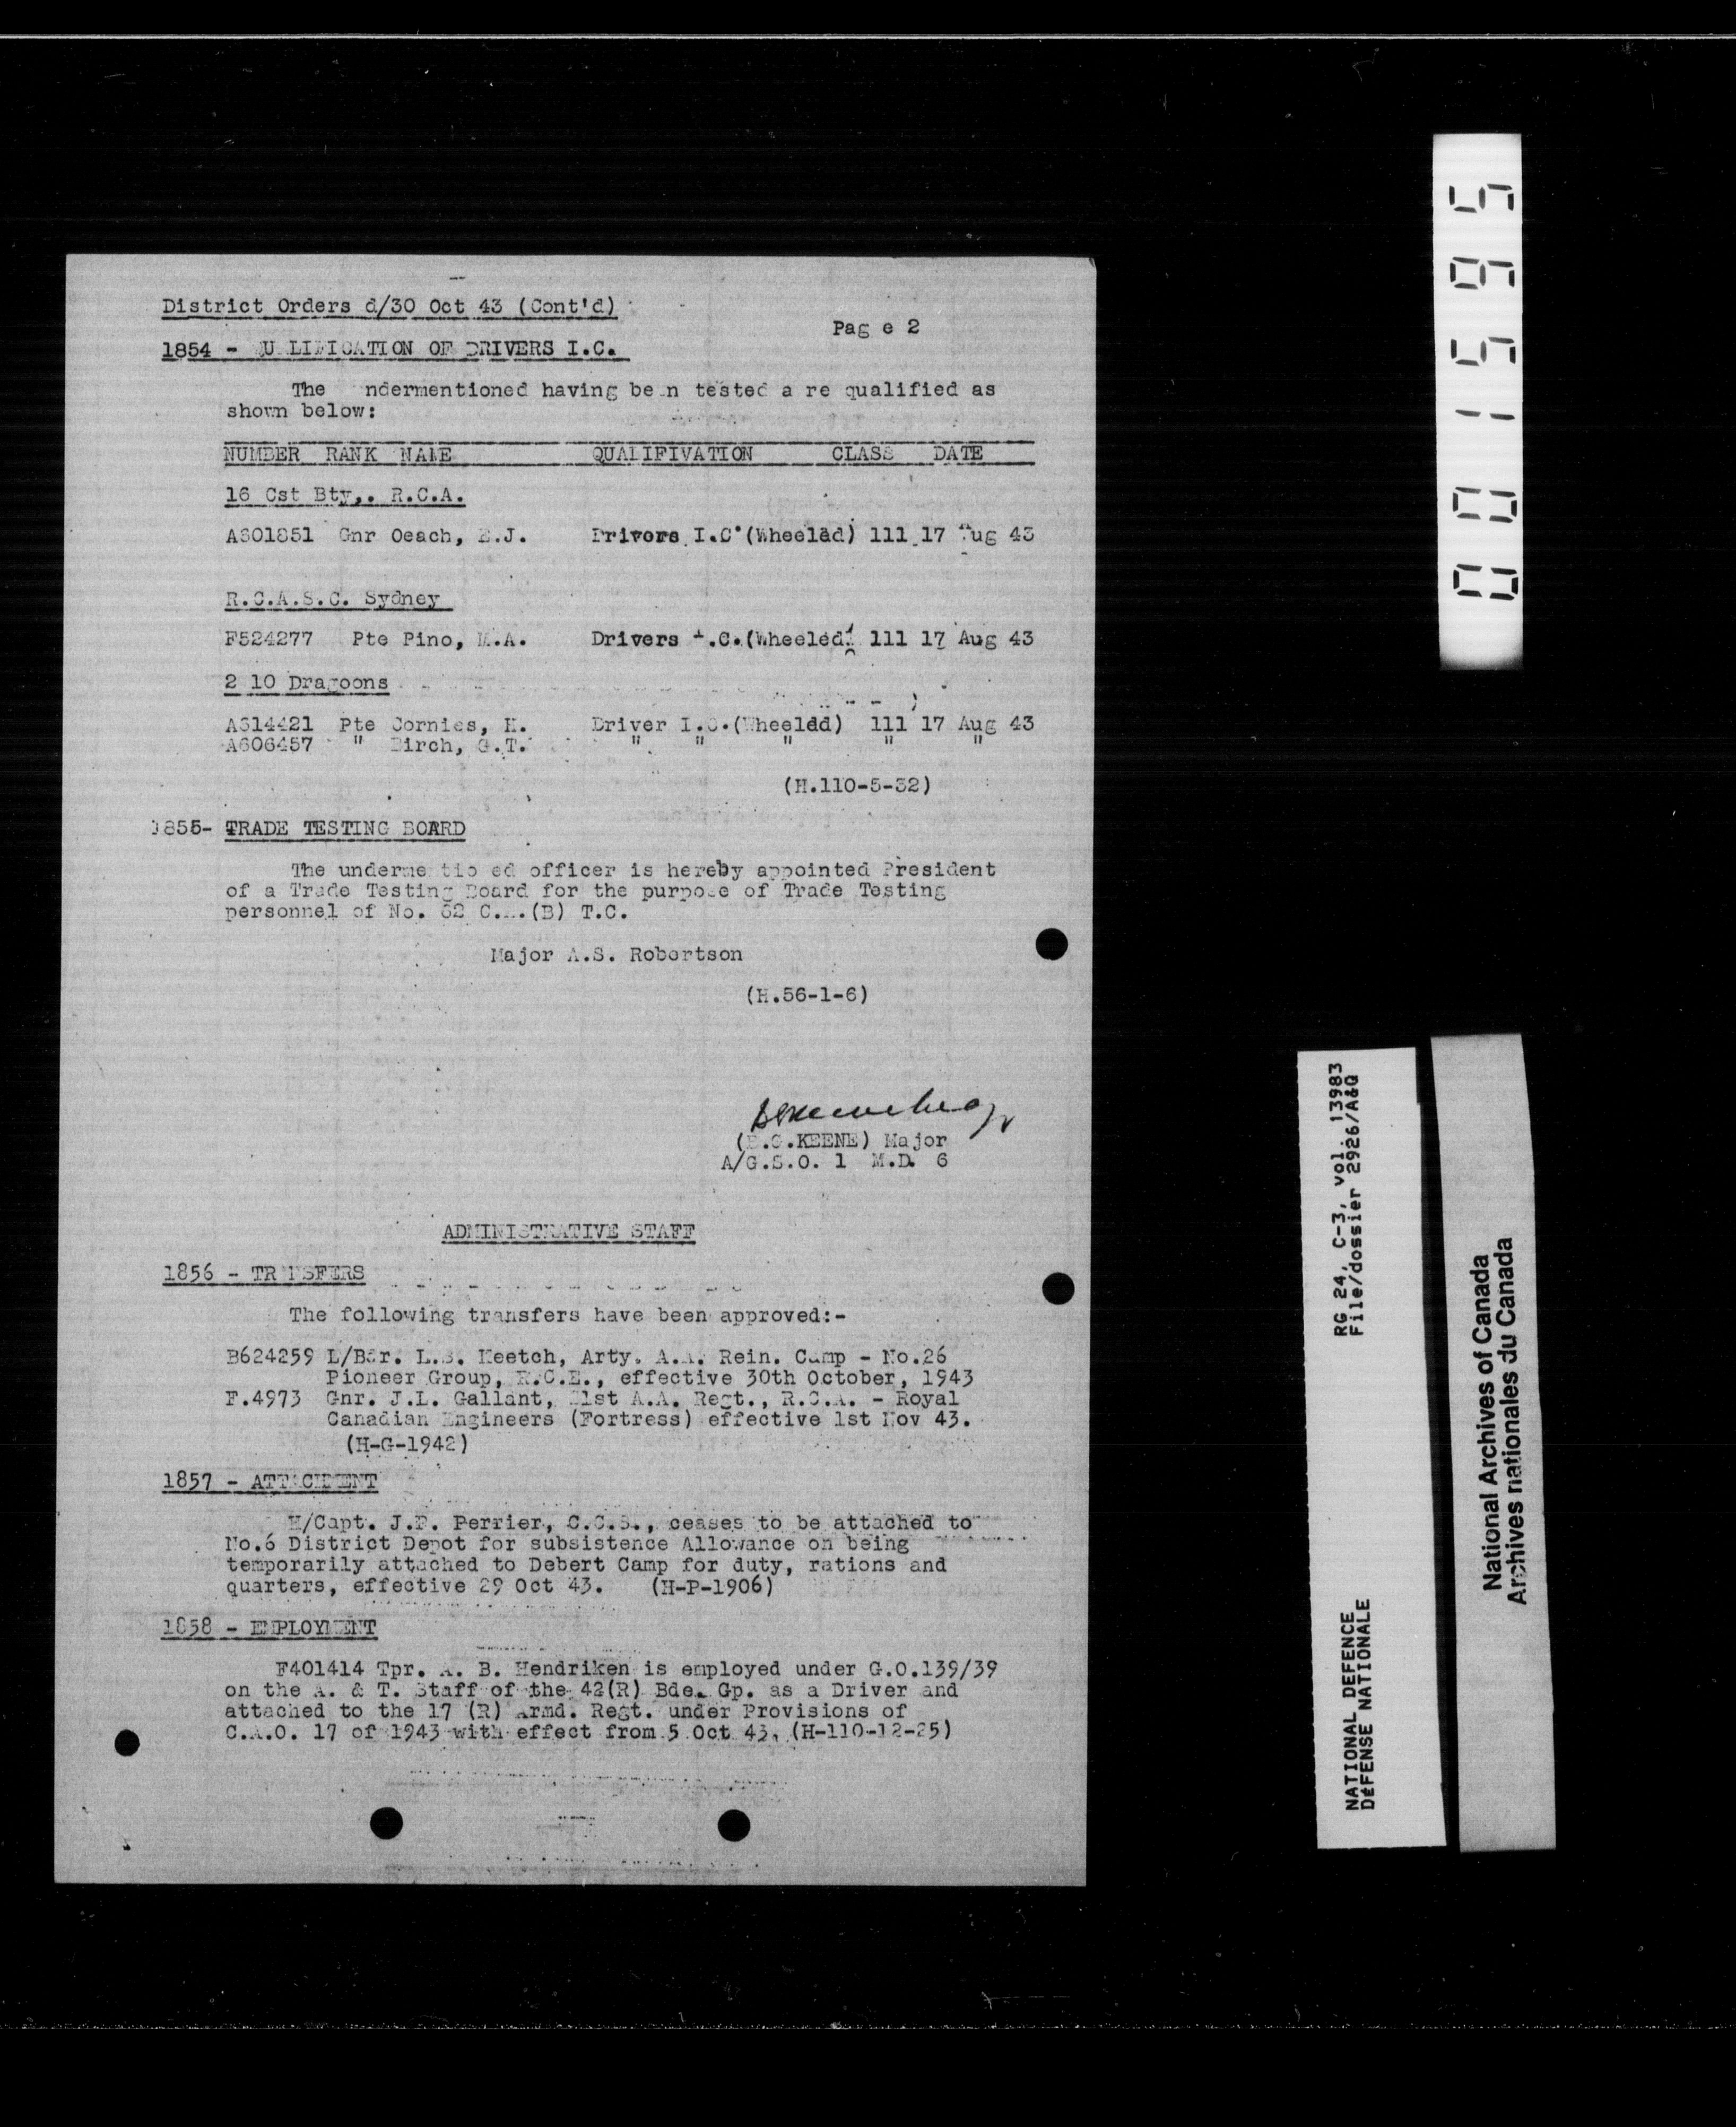 District Orders d/30 Oct 43 (Cont'd)
Pag e 2
1854 - QUALIFICATION OF DRIVERS I.C.
The undermentioned having been tested a re qualified as
shown below:
NUMBER RANK NAME QUALIFIVATION CLASS DATE
16 Cst Bty,. R.C.A.
A601851 Gnr Oeach, E.J. Drivers I.C.(Wheeled) 111 17 Aug 43
R.C.A.S.C. Sydney
F524277 Pte Pino, M.A. Drivers I.C.(Wheeled) 111 17 Aug 43
2 10 Dragoons
A614421 Pte Cornies, H. Driver I.C.(Wheeled) 111 17 Aug 43
A606457 " Birch, G.T. " " " " "
(H.110-5-32)
1855- TRADE TESTING BOARD
The undermentioned officer is hereby appointed President
of a Trade Testing Board for the purpose of Trade Testing
personnel of No. 62 C.A.(B) T.C.
Major A.S. Robertson
(H.56-1-6)
KEENE) Major
A/G.S.O. 1 M.D. 6
ADMINISTRATIVE STAFF
1856 - TRANSFERS
The following transfers have been approved:-
B624259 L/Bdr. L.S. Keetch, Arty. A.A. Rein. Camp - No.26
Pioneer Group, R.C.E., effective 30th October, 1943
F.4973 Gnr. J.L. Gallant, 21st A.A. Regt., R.C.A. - Royal
Canadian Engineers (Fortress) effective 1st Nov 43.
(H-G-1942)
1857 - ATTACHMENT
H/Capt. J.P. Perrier, C.C.S., ceases to be attached to
No.6 District Depot for subsistence Allowance on being
temporarily attached to Debert Camp for duty, rations and
quarters, effective 29 Oct 43. (H-P-1906)
1858 - EMPLOYMENT
F401414 Tpr. A. B. Hendriken is employed under G.O.139/39
on the A. & T. Staff of the 42(R) Bde. Gp. as a Driver and
attached to the 17 (R) Armd. Regt. under Provisions of
C.A.O. 17 of 1943 with effect from 5 Oct 43. (H-110-12-25)
001595
RG 24, C-3, vol. 13983
File/dossier 2926/A&Q
NATIONAL DEFENCE
DÉFENSE NATIONALE
National Archives of Canada
Archives nationales du Canada